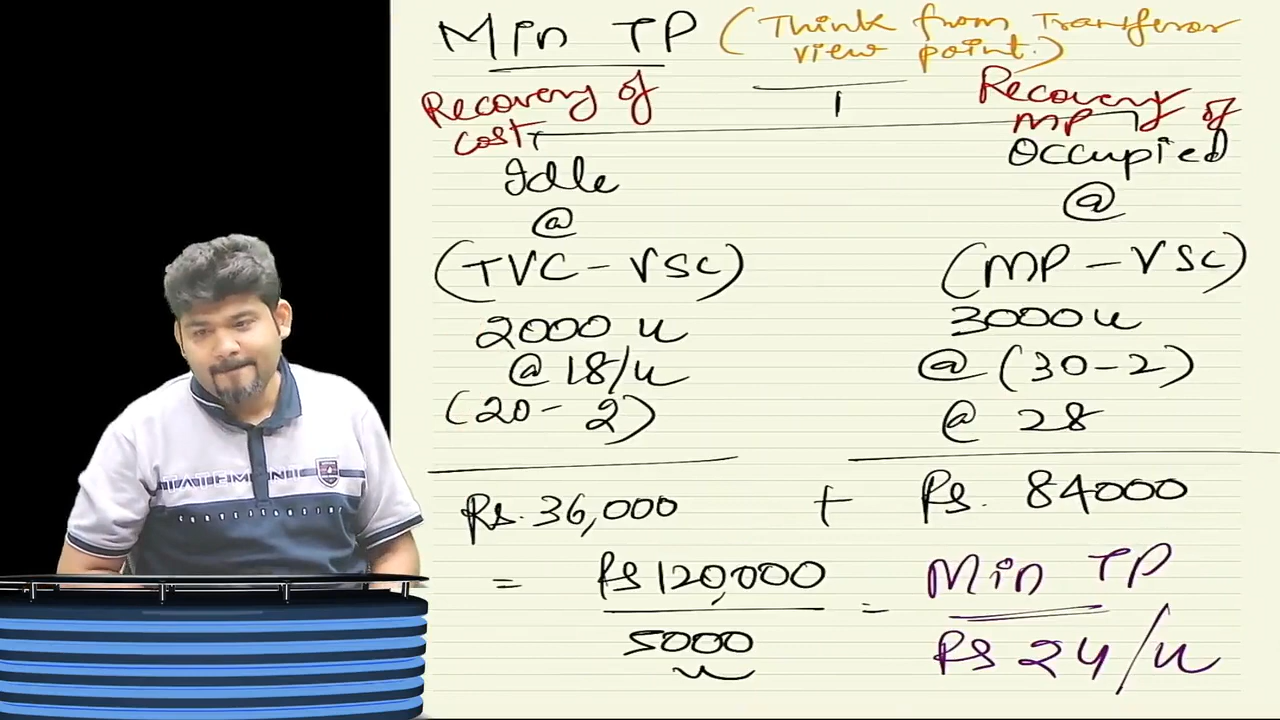 Min TP (Think from Transferor
view point.)
Recovery of
cost
Recovery of
MP
Idle
@
Occupied
@
(TVC - VSC)
(MP - VSC)
2000 u
@ 18/u
(20 - 2)
3000 u
@ (30-2)
@ 28
Rs. 36,000 + Rs. 84000
= Rs 120,000 = Min TP
5000
u
Rs 24/u
TATEMENT